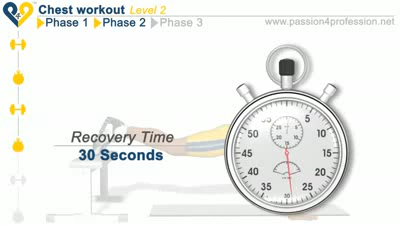 Chest workout Level 2
www.passion4profession.net
Phase 1 Phase 2 Phase 3
Recovery Time
30 Seconds
5
10
15
20
25
30
35
40
45
50
55